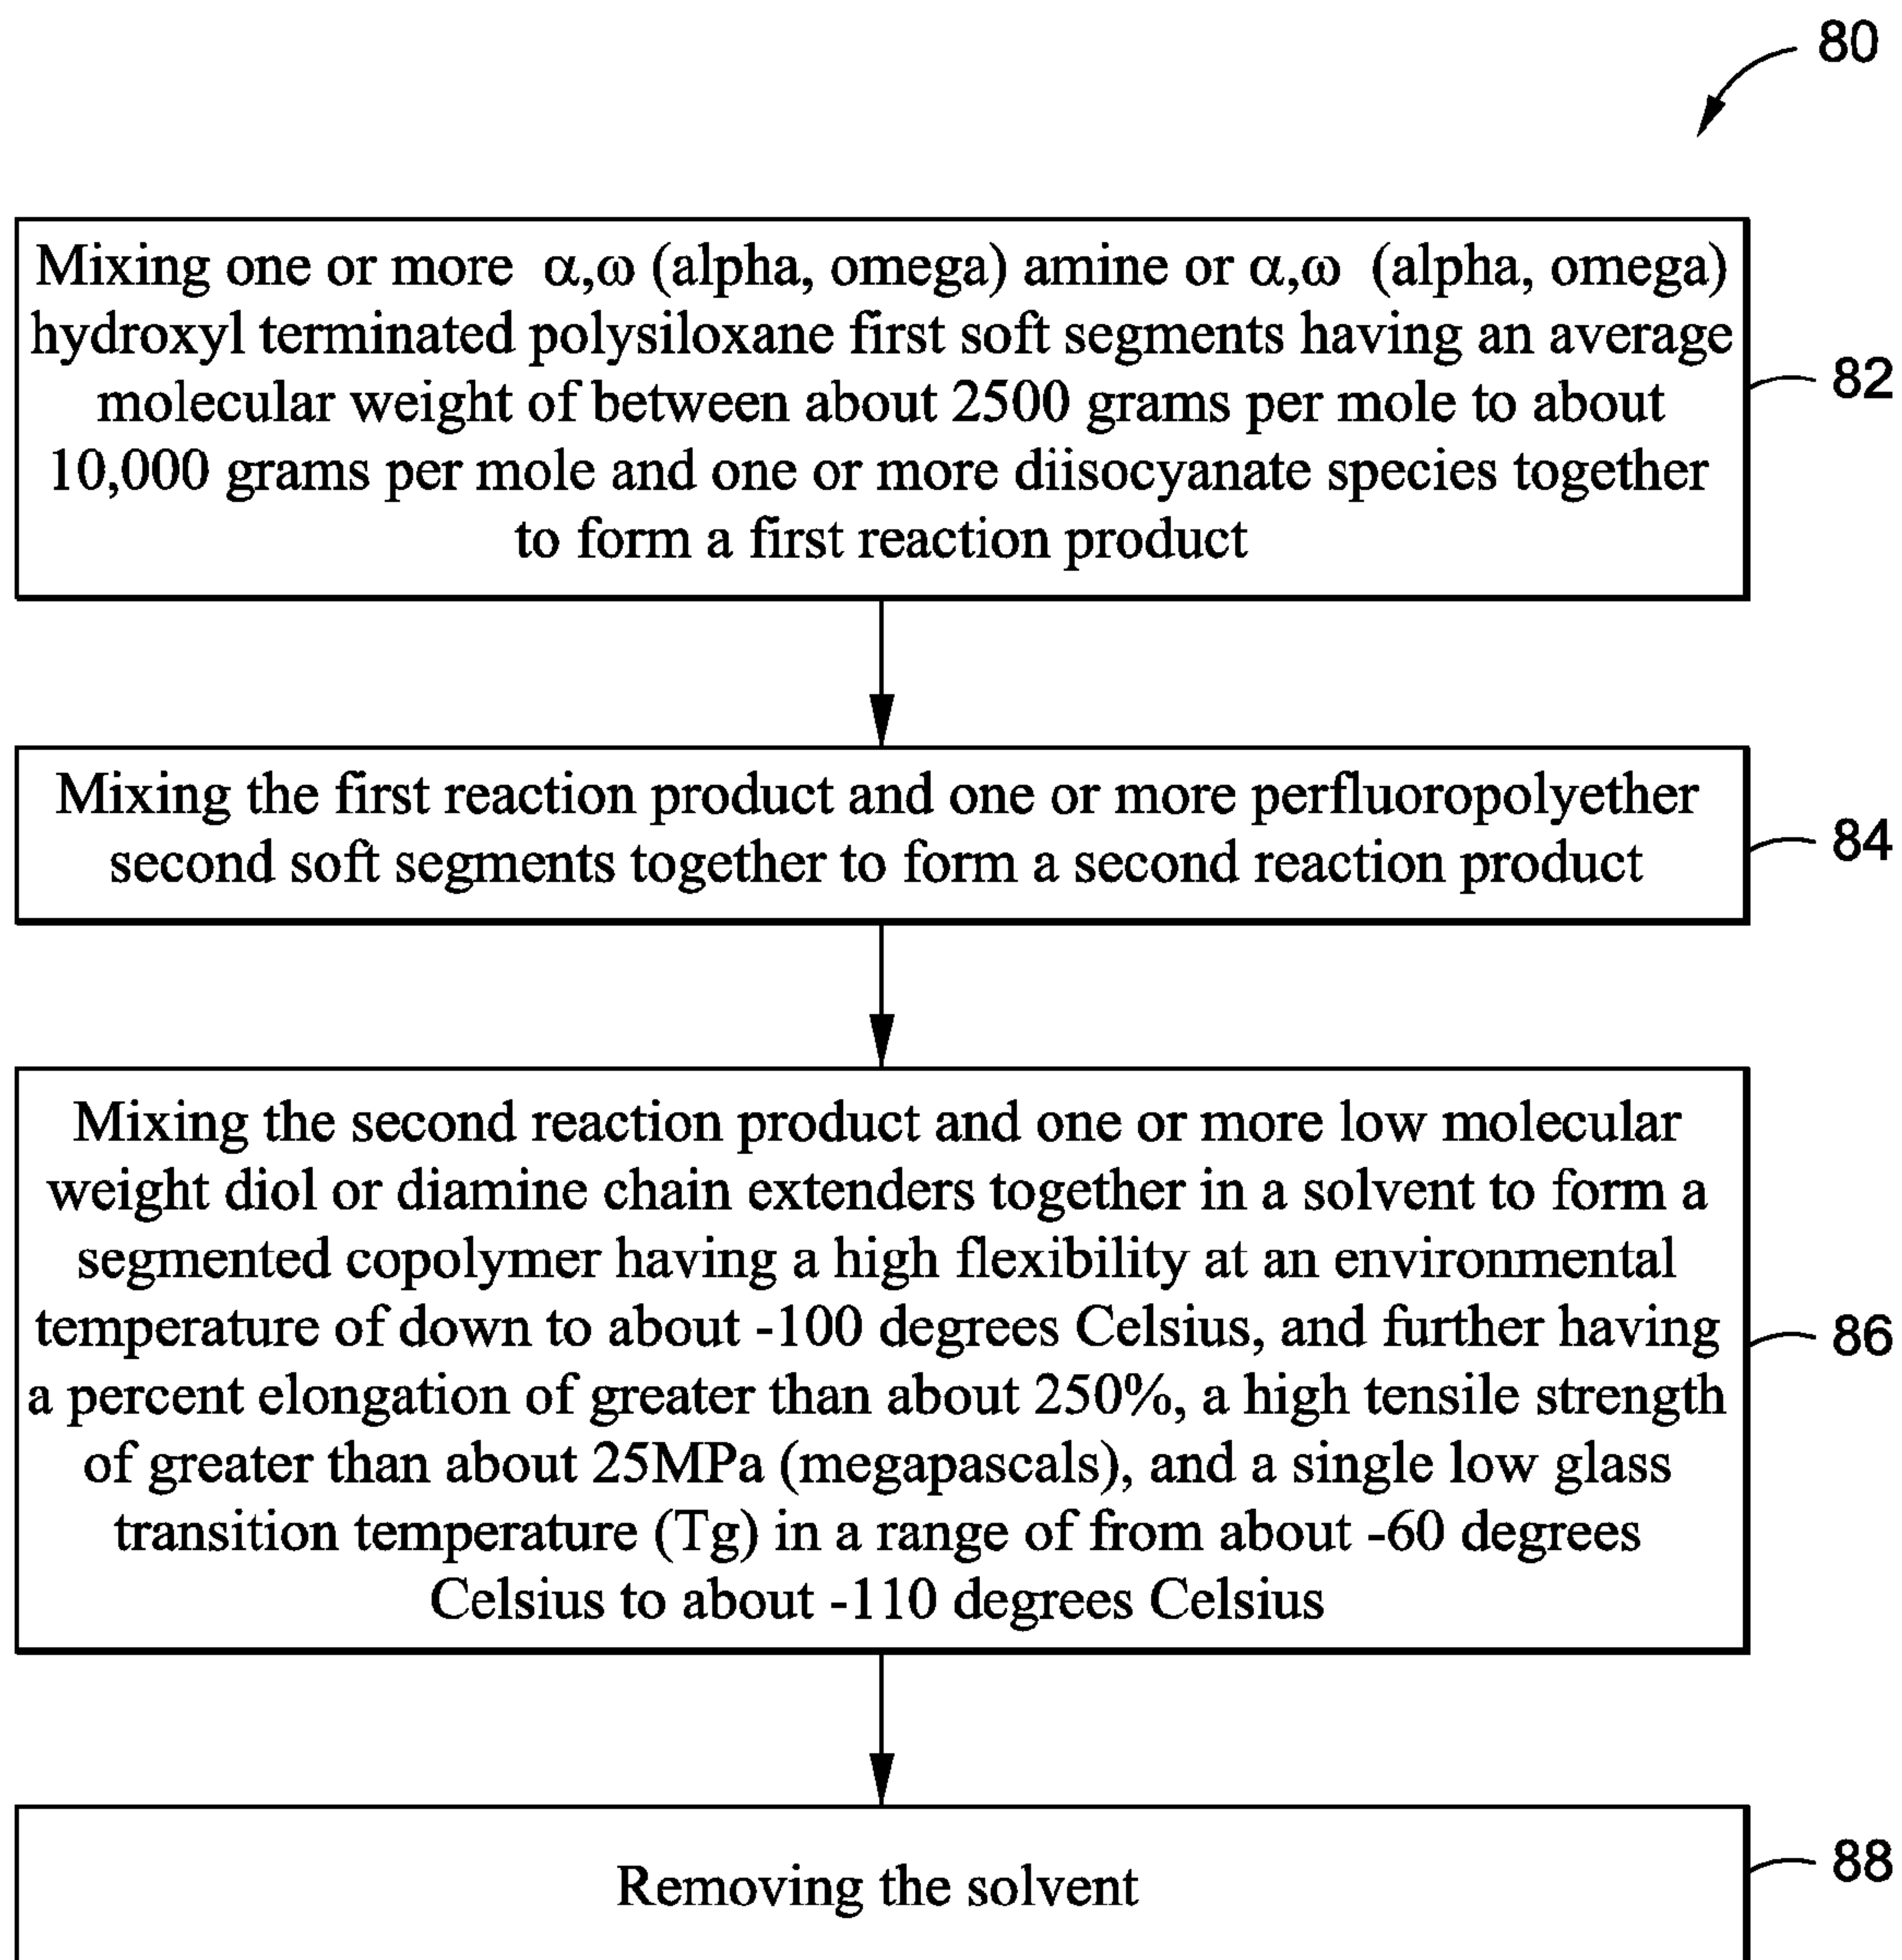 80
Mixing one or more α,ω (alpha, omega) amine or α,ω (alpha, omega)
hydroxyl terminated polysiloxane first soft segments having an average
molecular weight of between about 2500 grams per mole to about
10,000 grams per mole and one or more diisocyanate species together
to form a first reaction product
82
Mixing the first reaction product and one or more perfluoropolyether
second soft segments together to form a second reaction product
84
Mixing the second reaction product and one or more low molecular
weight diol or diamine chain extenders together in a solvent to form a
segmented copolymer having a high flexibility at an environmental
temperature of down to about -100 degrees Celsius, and further having
a percent elongation of greater than about 250%, a high tensile strength
of greater than about 25MPa (megapascals), and a single low glass
transition temperature (Tg) in a range of from about -60 degrees
Celsius to about -110 degrees Celsius
86
Removing the solvent
88